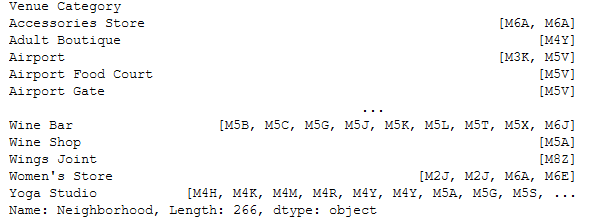 Venue Category
Accessories Store [M6A, M6A]
Adult Boutique [M4Y]
Airport [M3K, M5V]
Airport Food Court [M5V]
Airport Gate [M5V]
...
Wine Bar [M5B, M5C, M5G, M5J, M5K, M5L, M5T, M5X, M6J]
Wine Shop [M5A]
Wings Joint [M8Z]
Women's Store [M2J, M2J, M6A, M6E]
Yoga Studio [M4H, M4K, M4M, M4R, M4Y, M4Y, M5A, M5G, M5S, ...
Name: Neighborhood, Length: 266, dtype: object